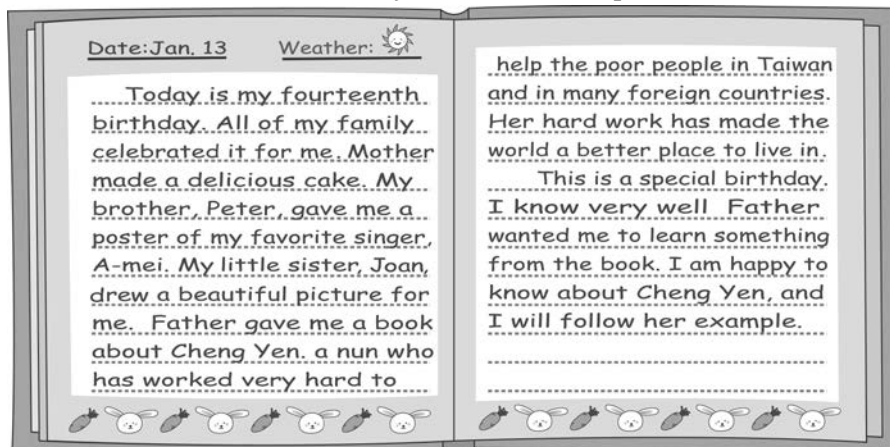 Date:Jan. 13 Weather:
Today is my fourteenth
birthday. All of my family
celebrated it for me. Mother
made a delicious cake. My
brother, Peter, gave me a
poster of my favorite singer,
A-mei. My little sister, Joan,
drew a beautiful picture for
me. Father gave me a book
about Cheng Yen. a nun who
has worked very hard to
help the poor people in Taiwan
and in many foreign countries.
Her hard work has made the
world a better place to live in.
This is a special birthday.
I know very well Father
wanted me to learn something
from the book. I am happy to
know about Cheng Yen, and
I will follow her example.